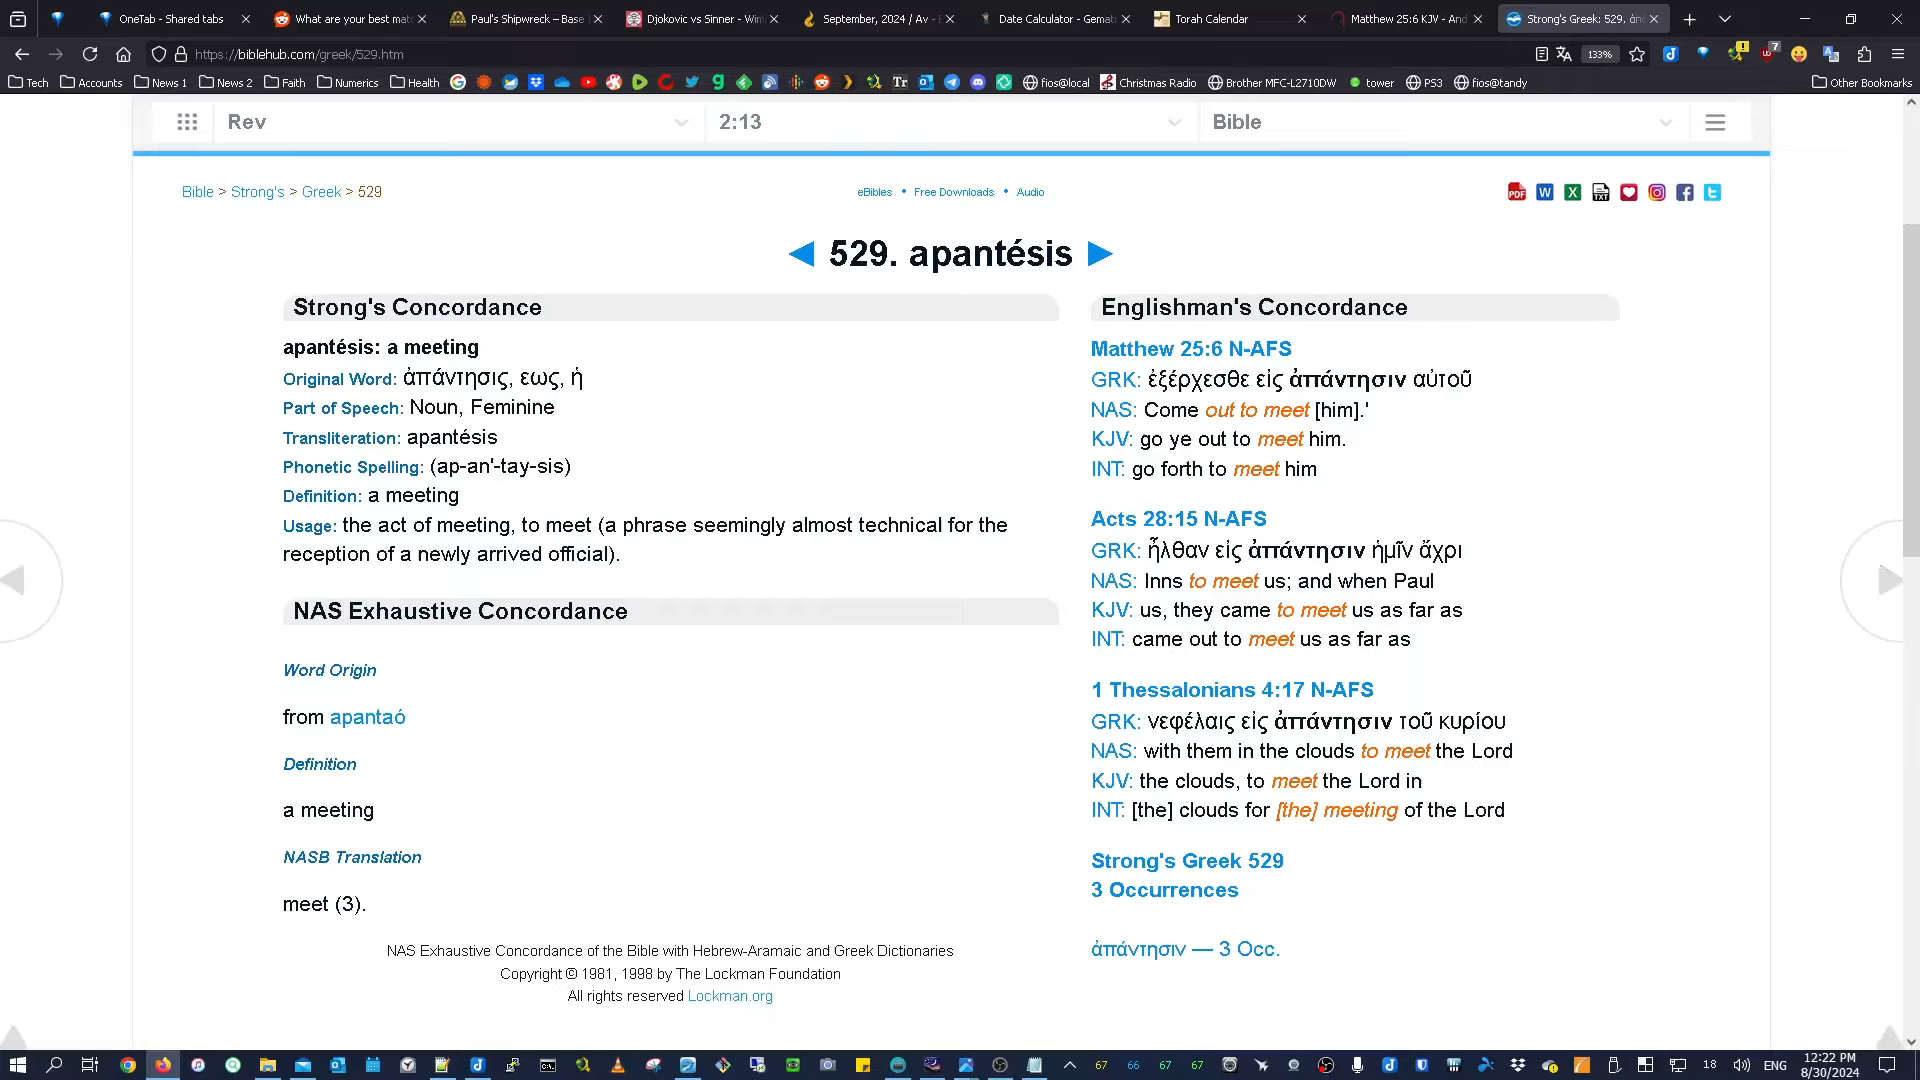 OneTab - Shared tabs
What are your best mat
Paul's Shipwreck – Base
Djokovic vs Sinner - Wim
September, 2024 / Av - E
Date Calculator - Gemat
Torah Calendar
Matthew 25:6 KJV - And
Strong's Greek: 529. ἀπ
https://biblehub.com/greek/529.htm
133%
7
Tech
Accounts
News 1
News 2
Faith
Numerics
Health
Tr
fios@local
Christmas Radio
Brother MFC-L2710DW
tower
PS3
fios@tandy
Other Bookmarks
Rev
2:13
Bible
Bible > Strong's > Greek > 529
eBibles • Free Downloads • Audio
529. apantésis
Strong's Concordance
apantésis: a meeting
Original Word: ἀπάντησις, εως, ἡ
Part of Speech: Noun, Feminine
Transliteration: apantésis
Phonetic Spelling: (ap-an'-tay-sis)
Definition: a meeting
Usage: the act of meeting, to meet (a phrase seemingly almost technical for the
reception of a newly arrived official).
NAS Exhaustive Concordance
Word Origin
from apantaó
Definition
a meeting
NASB Translation
meet (3).
NAS Exhaustive Concordance of the Bible with Hebrew-Aramaic and Greek Dictionaries
Copyright © 1981, 1998 by The Lockman Foundation
All rights reserved Lockman.org
Englishman's Concordance
Matthew 25:6 N-AFS
GRK: ἐξέρχεσθε εἰς ἀπάντησιν αὐτοῦ
NAS: Come out to meet [him].'
KJV: go ye out to meet him.
INT: go forth to meet him
Acts 28:15 N-AFS
GRK: ἦλθαν εἰς ἀπάντησιν ἡμῖν ἄχρι
NAS: Inns to meet us; and when Paul
KJV: us, they came to meet us as far as
INT: came out to meet us as far as
1 Thessalonians 4:17 N-AFS
GRK: νεφέλαις εἰς ἀπάντησιν τοῦ κυρίου
NAS: with them in the clouds to meet the Lord
KJV: the clouds, to meet the Lord in
INT: [the] clouds for [the] meeting of the Lord
Strong's Greek 529
3 Occurrences
ἀπάντησιν — 3 Occ.
67
66
67
67
18
ENG
12:22 PM
8/30/2024